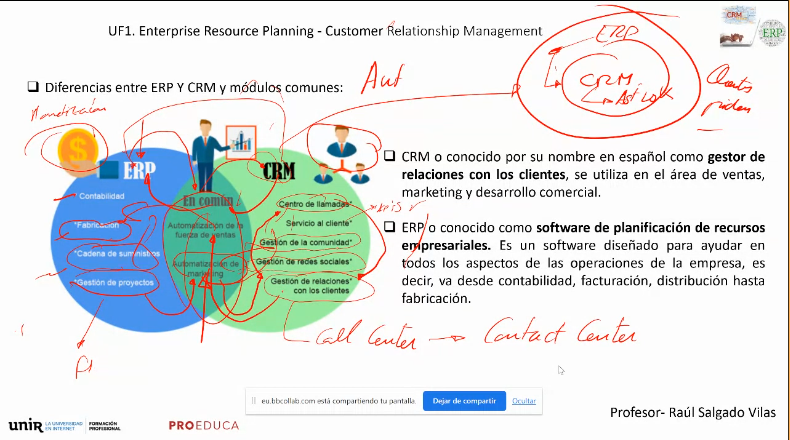 UF1. Enterprise Resource Planning - Customer Relationship Management
CRM
ERP
ERP
CRM
Diferencias entre ERP Y CRM y módulos comunes:
Aut
ERP
CRM
En común
Contabilidad
*Fabricación
*Cadena de suministros
*Gestión de proyectos
Automatización de la
fuerza de ventas
Automatización de
marketing
Centro de llamadas*
Servicio al cliente*
Gestión de la comunidad*
Gestión de redes sociales*
Gestión de relaciones*
con los clientes
CRM o conocido por su nombre en español como gestor de
relaciones con los clientes, se utiliza en el área de ventas,
marketing y desarrollo comercial.
ERP o conocido como software de planificación de recursos
empresariales. Es un software diseñado para ayudar en
todos los aspectos de las operaciones de la empresa, es
decir, va desde contabilidad, facturación, distribución hasta
fabricación.
Call Center → Contact Center
eu.bbcollab.com está compartiendo tu pantalla.
Dejar de compartir
Ocultar
Profesor- Raúl Salgado Vilas
unir
LA UNIVERSIDAD
EN INTERNET
FORMACIÓN
PROFESIONAL
PROEDUCA